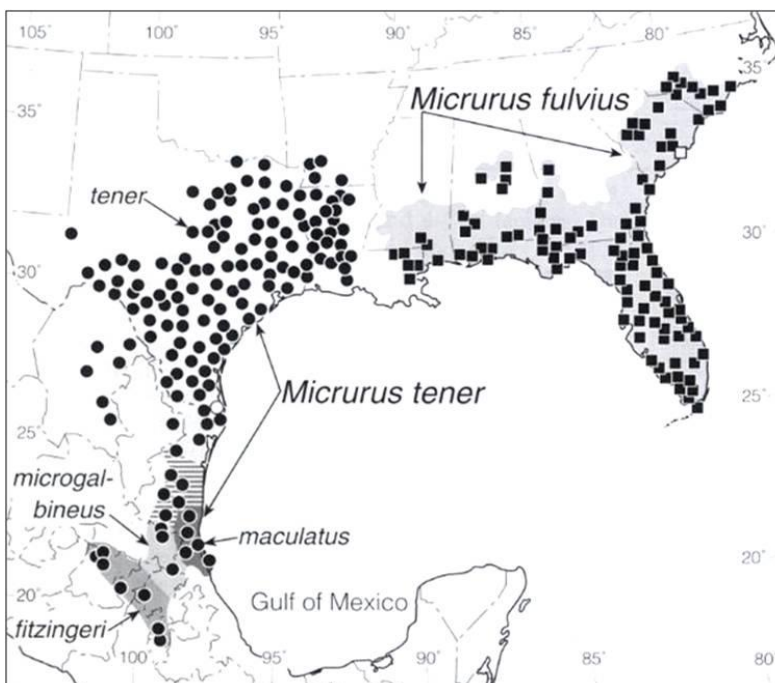 105° 100° 95° 90° 85° 80°
35°
35°
Micrurus fulvius
tener
30°
30°
Micrurus tener
25°
25°
microgal-
bineus
maculatus
20°
20°
Gulf of Mexico
fitzingeri
100° 95° 90° 85° 80°